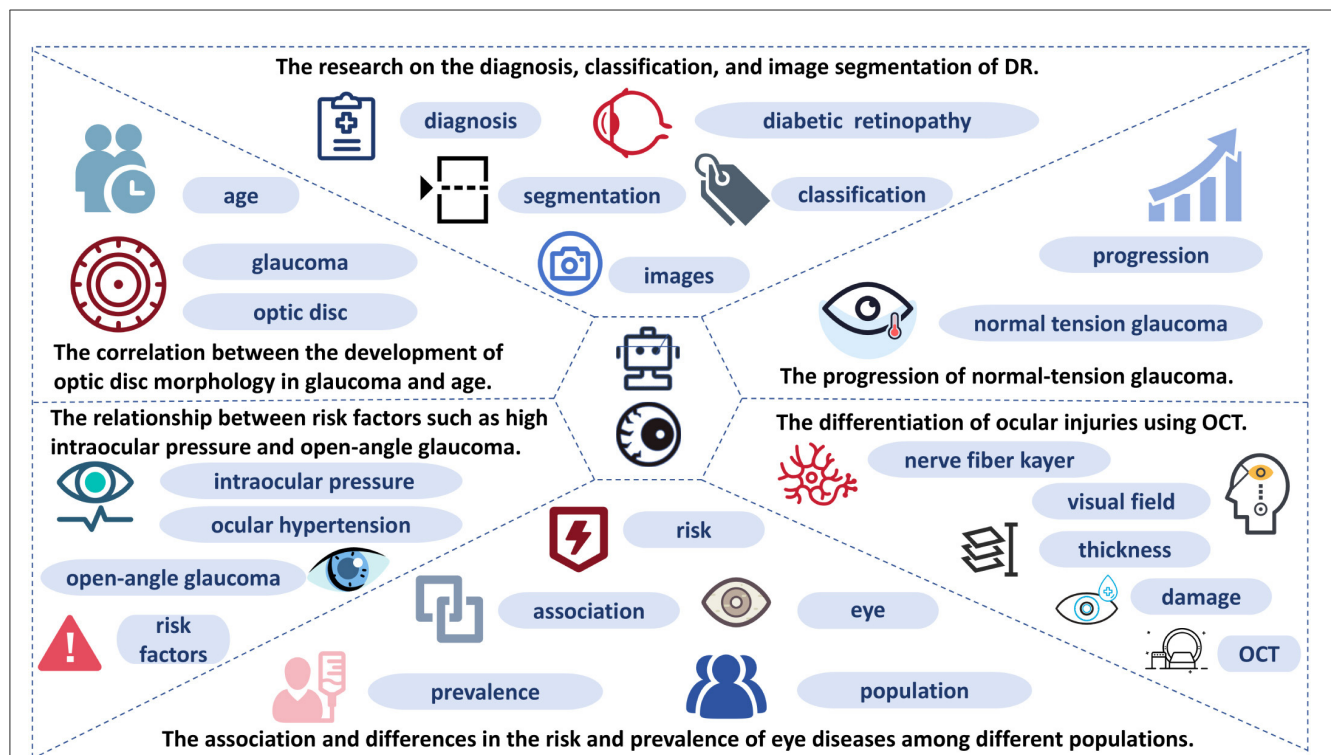 The research on the diagnosis, classification, and image segmentation of DR.
diagnosis
diabetic retinopathy
segmentation
classification
images
age
glaucoma
optic disc
The correlation between the development of
optic disc morphology in glaucoma and age.
progression
normal tension glaucoma
The progression of normal-tension glaucoma.
The relationship between risk factors such as high
intraocular pressure and open-angle glaucoma.
intraocular pressure
ocular hypertension
open-angle glaucoma
risk
factors
The differentiation of ocular injuries using OCT.
nerve fiber kayer
visual field
thickness
damage
OCT
risk
association
eye
prevalence
population
The association and differences in the risk and prevalence of eye diseases among different populations.